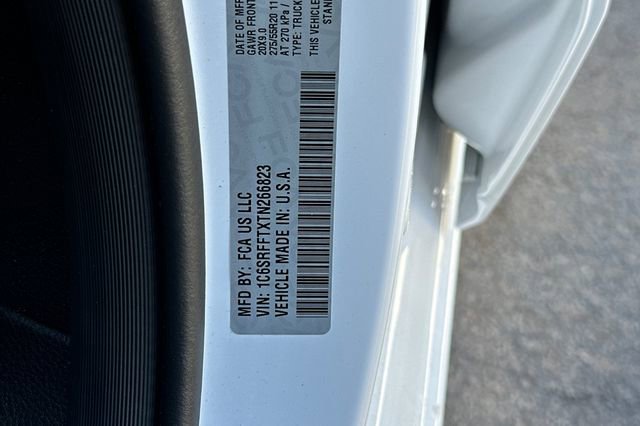 MFD BY: FCA US LLC
VIN: 1C6SRFFTXTN266823
VEHICLE MADE IN: U.S.A.
DATE OF MFR
GAWR FRONT
20X9.0
275/55R20 11
AT 270 kPa /
TYPE: TRUCK
THIS VEHICLE
STAN